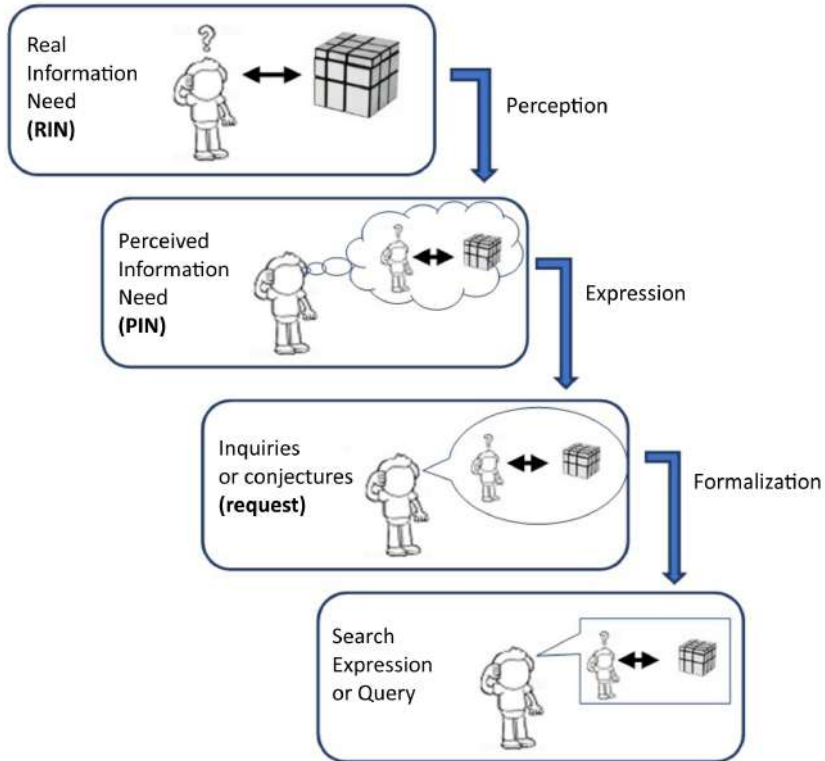 Real
Information
Need
(RIN)
?
Perception
Perceived
Information
Need
(PIN)
?
Expression
Inquiries
or conjectures
(request)
?
Formalization
Search
Expression
or Query
?